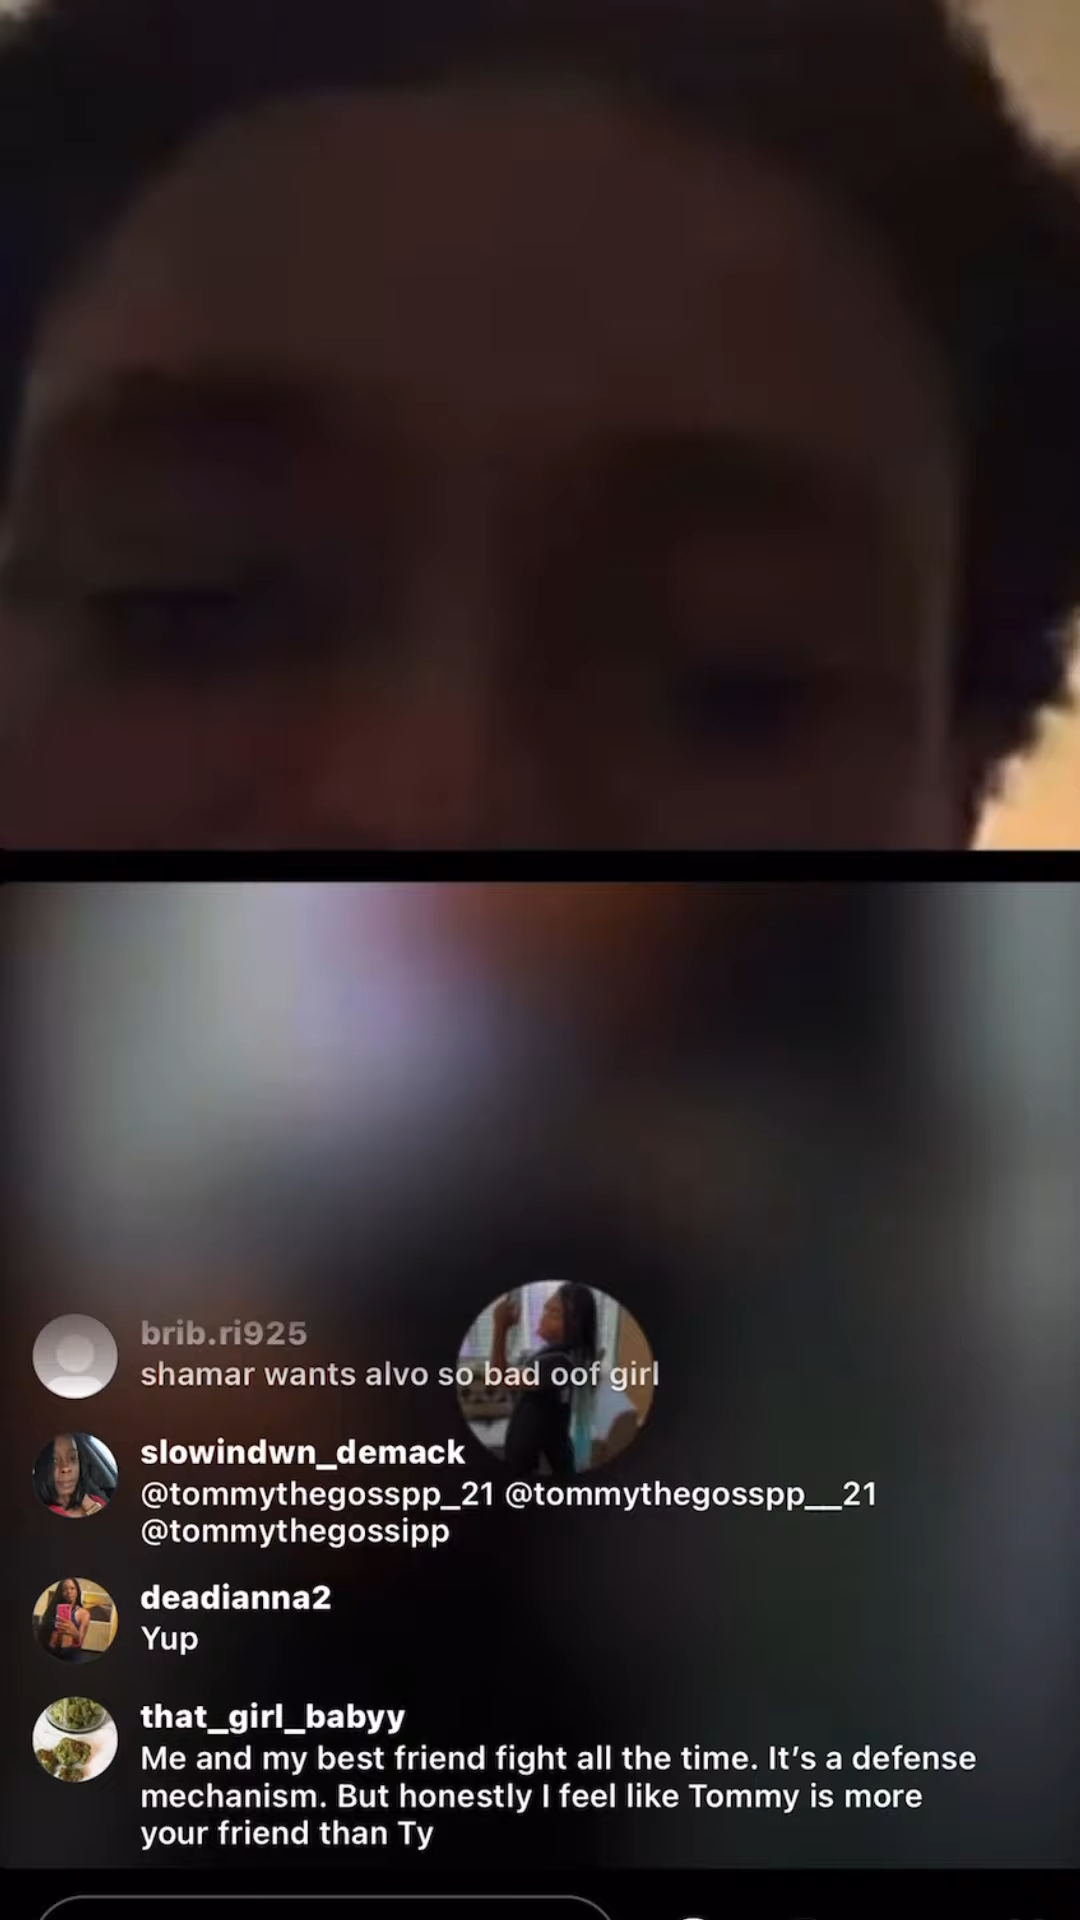 brib.ri925
shamar wants alvo so bad oof girl
slowindwn_demack
@tommythegosspp_21 @tommythegosspp__21
@tommythegossipp
deadianna2
Yup
that_girl_babyy
Me and my best friend fight all the time. It’s a defense
mechanism. But honestly I feel like Tommy is more
your friend than Ty